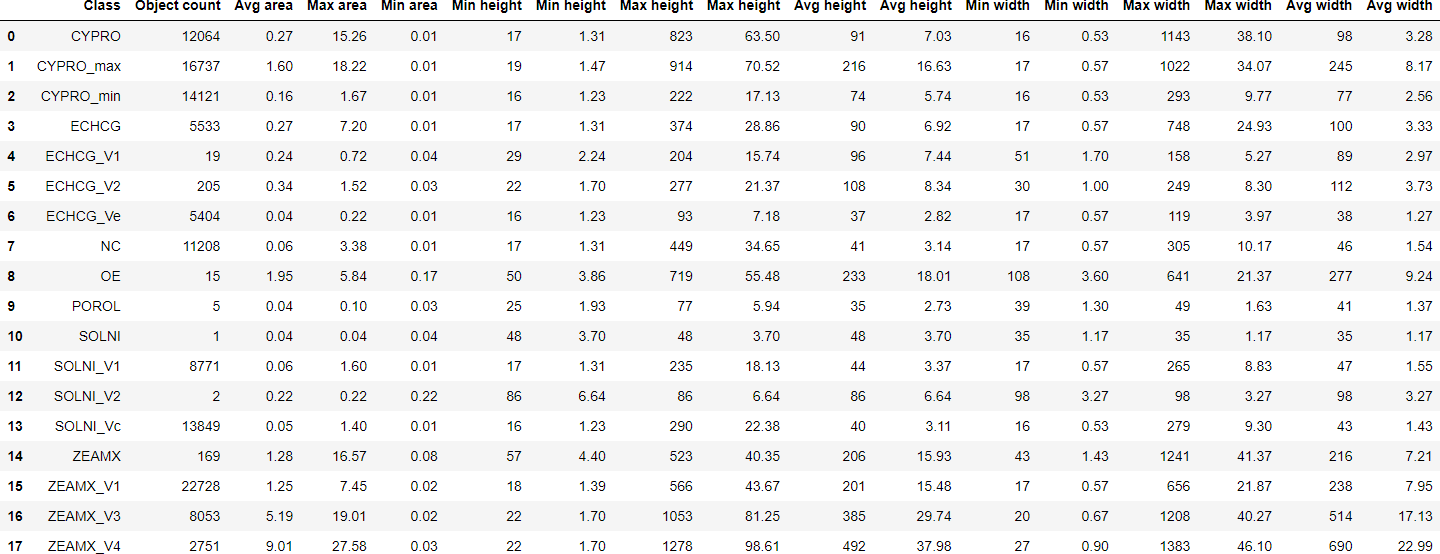 Class Object count Avg area Max area Min area Min height Min height Max height Max height Avg height Avg height Min width Min width Max width Max width Avg width Avg width
0 CYPRO 12064 0.27 15.26 0.01 17 1.31 823 63.50 91 7.03 16 0.53 1143 38.10 98 3.28
1 CYPRO_max 16737 1.60 18.22 0.01 19 1.47 914 70.52 216 16.63 17 0.57 1022 34.07 245 8.17
2 CYPRO_min 14121 0.16 1.67 0.01 16 1.23 222 17.13 74 5.74 16 0.53 293 9.77 77 2.56
3 ECHCG 5533 0.27 7.20 0.01 17 1.31 374 28.86 90 6.92 17 0.57 748 24.93 100 3.33
4 ECHCG_V1 19 0.24 0.72 0.04 29 2.24 204 15.74 96 7.44 51 1.70 158 5.27 89 2.97
5 ECHCG_V2 205 0.34 1.52 0.03 22 1.70 277 21.37 108 8.34 30 1.00 249 8.30 112 3.73
6 ECHCG_Ve 5404 0.04 0.22 0.01 16 1.23 93 7.18 37 2.82 17 0.57 119 3.97 38 1.27
7 NC 11208 0.06 3.38 0.01 17 1.31 449 34.65 41 3.14 17 0.57 305 10.17 46 1.54
8 OE 15 1.95 5.84 0.17 50 3.86 719 55.48 233 18.01 108 3.60 641 21.37 277 9.24
9 POROL 5 0.04 0.10 0.03 25 1.93 77 5.94 35 2.73 39 1.30 49 1.63 41 1.37
10 SOLNI 1 0.04 0.04 0.04 48 3.70 48 3.70 48 3.70 35 1.17 35 1.17 35 1.17
11 SOLNI_V1 8771 0.06 1.60 0.01 17 1.31 235 18.13 44 3.37 17 0.57 265 8.83 47 1.55
12 SOLNI_V2 2 0.22 0.22 0.22 86 6.64 86 6.64 86 6.64 98 3.27 98 3.27 98 3.27
13 SOLNI_Vc 13849 0.05 1.40 0.01 16 1.23 290 22.38 40 3.11 16 0.53 279 9.30 43 1.43
14 ZEAMX 169 1.28 16.57 0.08 57 4.40 523 40.35 206 15.93 43 1.43 1241 41.37 216 7.21
15 ZEAMX_V1 22728 1.25 7.45 0.02 18 1.39 566 43.67 201 15.48 17 0.57 656 21.87 238 7.95
16 ZEAMX_V3 8053 5.19 19.01 0.02 22 1.70 1053 81.25 385 29.74 20 0.67 1208 40.27 514 17.13
17 ZEAMX_V4 2751 9.01 27.58 0.03 22 1.70 1278 98.61 492 37.98 27 0.90 1383 46.10 690 22.99